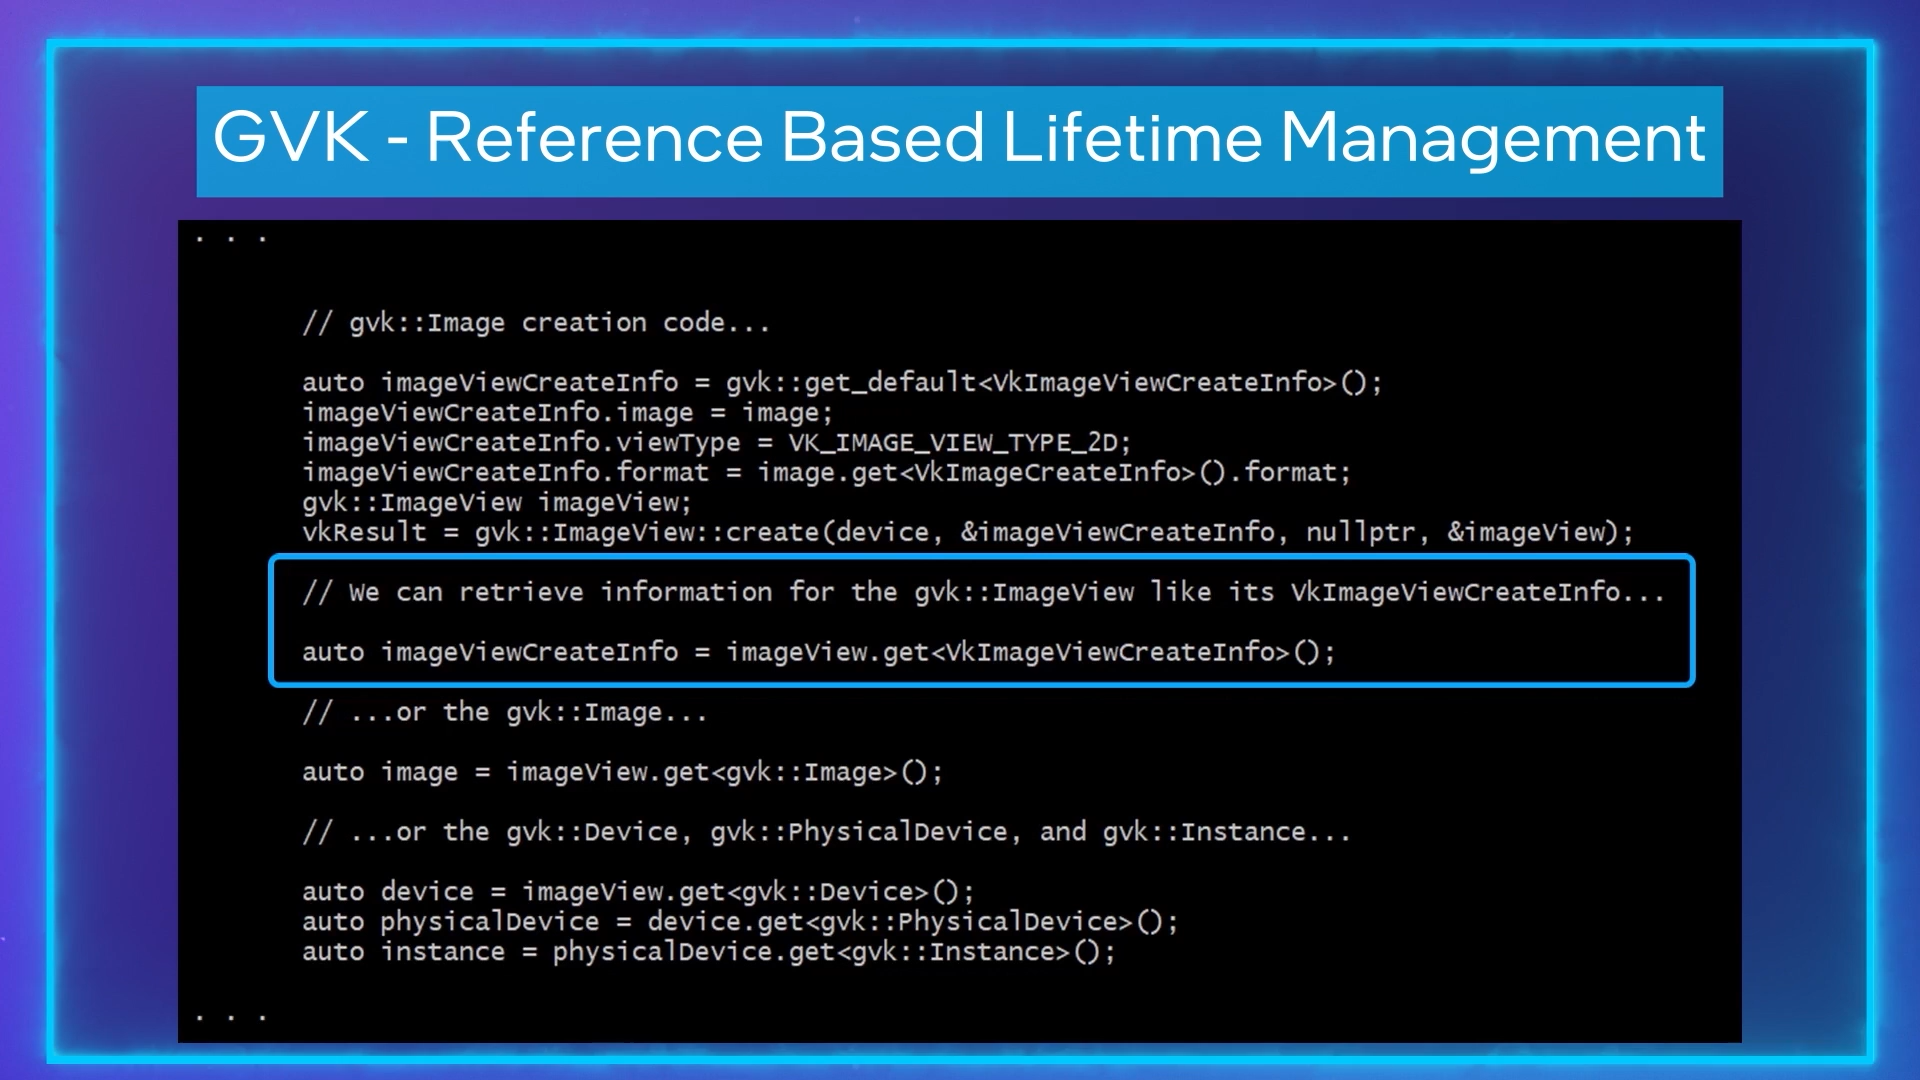 GVK - Reference Based Lifetime Management
. . .
// gvk::Image creation code...
auto imageViewCreateInfo = gvk::get_default<VkImageViewCreateInfo>();
imageViewCreateInfo.image = image;
imageViewCreateInfo.viewType = VK_IMAGE_VIEW_TYPE_2D;
imageViewCreateInfo.format = image.get<VkImageCreateInfo>().format;
gvk::ImageView imageView;
vkResult = gvk::ImageView::create(device, &imageViewCreateInfo, nullptr, &imageView);
// We can retrieve information for the gvk::ImageView like its VkImageViewCreateInfo...
auto imageViewCreateInfo = imageView.get<VkImageViewCreateInfo>();
// ...or the gvk::Image...
auto image = imageView.get<gvk::Image>();
// ...or the gvk::Device, gvk::PhysicalDevice, and gvk::Instance...
auto device = imageView.get<gvk::Device>();
auto physicalDevice = device.get<gvk::PhysicalDevice>();
auto instance = physicalDevice.get<gvk::Instance>();
. . .